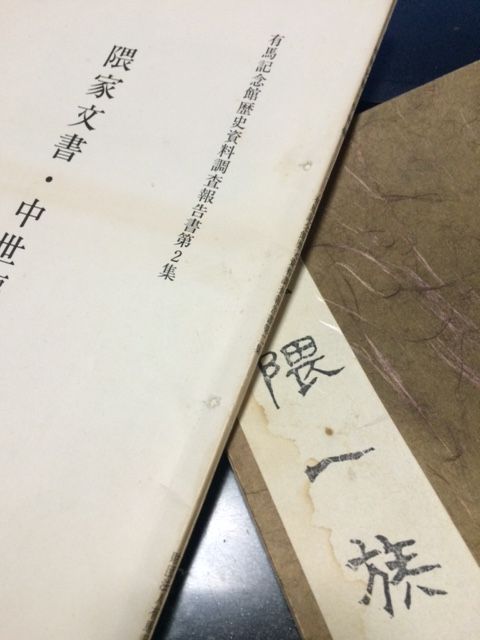 有馬記念館歴史資料調査報告書第2集
隈家文書・中世
隈一族